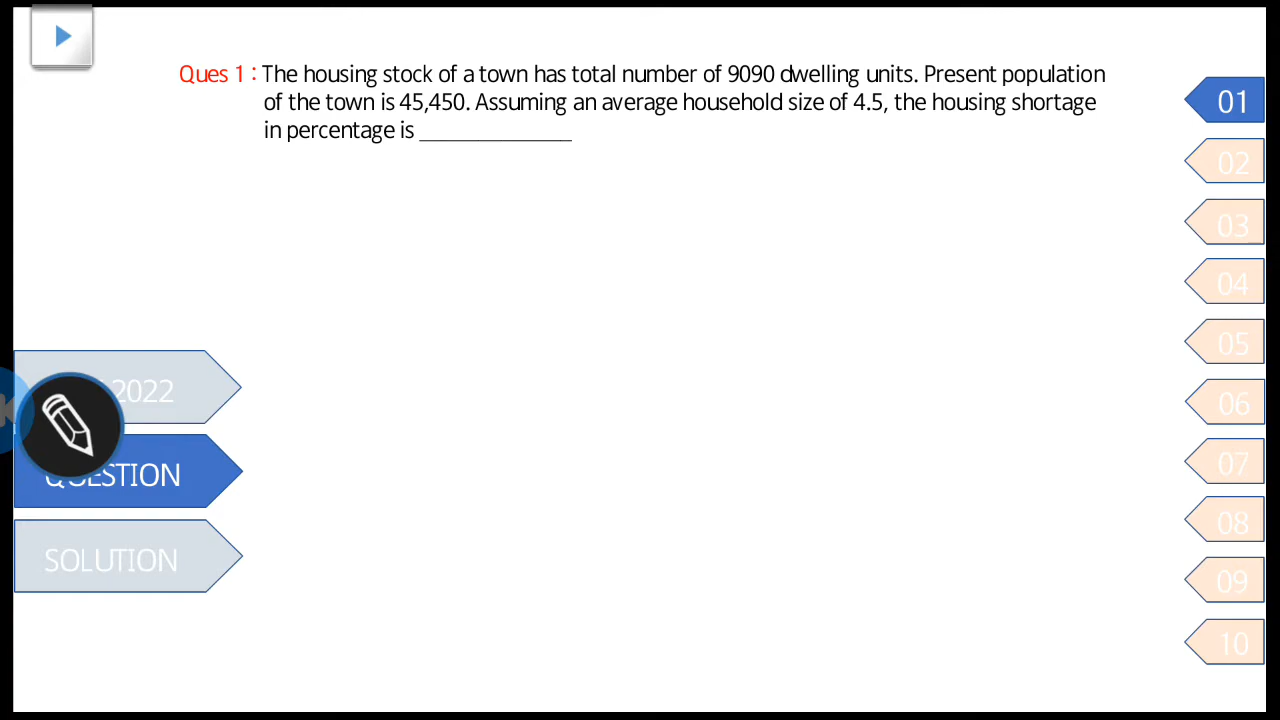 Ques 1 : The housing stock of a town has total number of 9090 dwelling units. Present population
of the town is 45,450. Assuming an average household size of 4.5, the housing shortage
in percentage is ______________
01
02
03
04
05
06
07
08
09
10
2022
QUESTION
SOLUTION